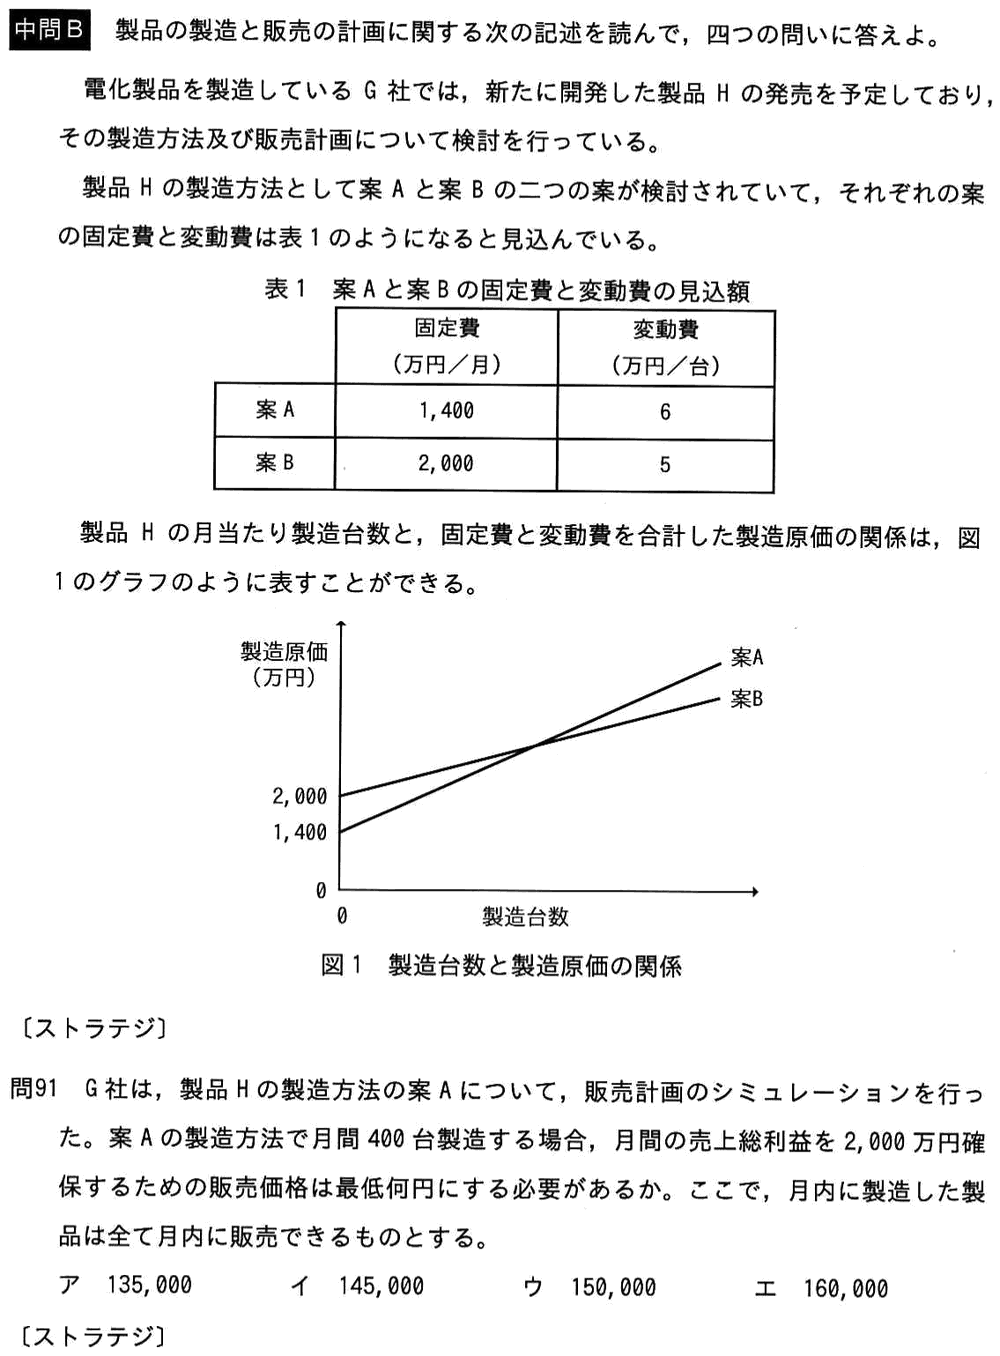 中問B 製品の製造と販売の計画に関する次の記述を読んで，四つの問いに答えよ。
電化製品を製造している G 社では，新たに開発した製品 H の発売を予定しており，
その製造方法及び販売計画について検討を行っている。
製品 H の製造方法として案 A と案 B の二つの案が検討されていて，それぞれの案
の固定費と変動費は表1のようになると見込んでいる。
表1 案Aと案Bの固定費と変動費の見込額
固定費 変動費
（万円／月） （万円／台）
案A 1,400 6
案B 2,000 5
製品 H の月当たり製造台数と，固定費と変動費を合計した製造原価の関係は，図
1のグラフのように表すことができる。
製造原価
（万円）
案A
案B
2,000
1,400
0
0 製造台数
図1 製造台数と製造原価の関係
〔ストラテジ〕
問91 G社は，製品Hの製造方法の案Aについて，販売計画のシミュレーションを行っ
た。案Aの製造方法で月間 400 台製造する場合，月間の売上総利益を 2,000 万円確
保するための販売価格は最低何円にする必要があるか。ここで，月内に製造した製
品は全て月内に販売できるものとする。
ア 135,000 イ 145,000 ウ 150,000 エ 160,000
〔ストラテジ〕